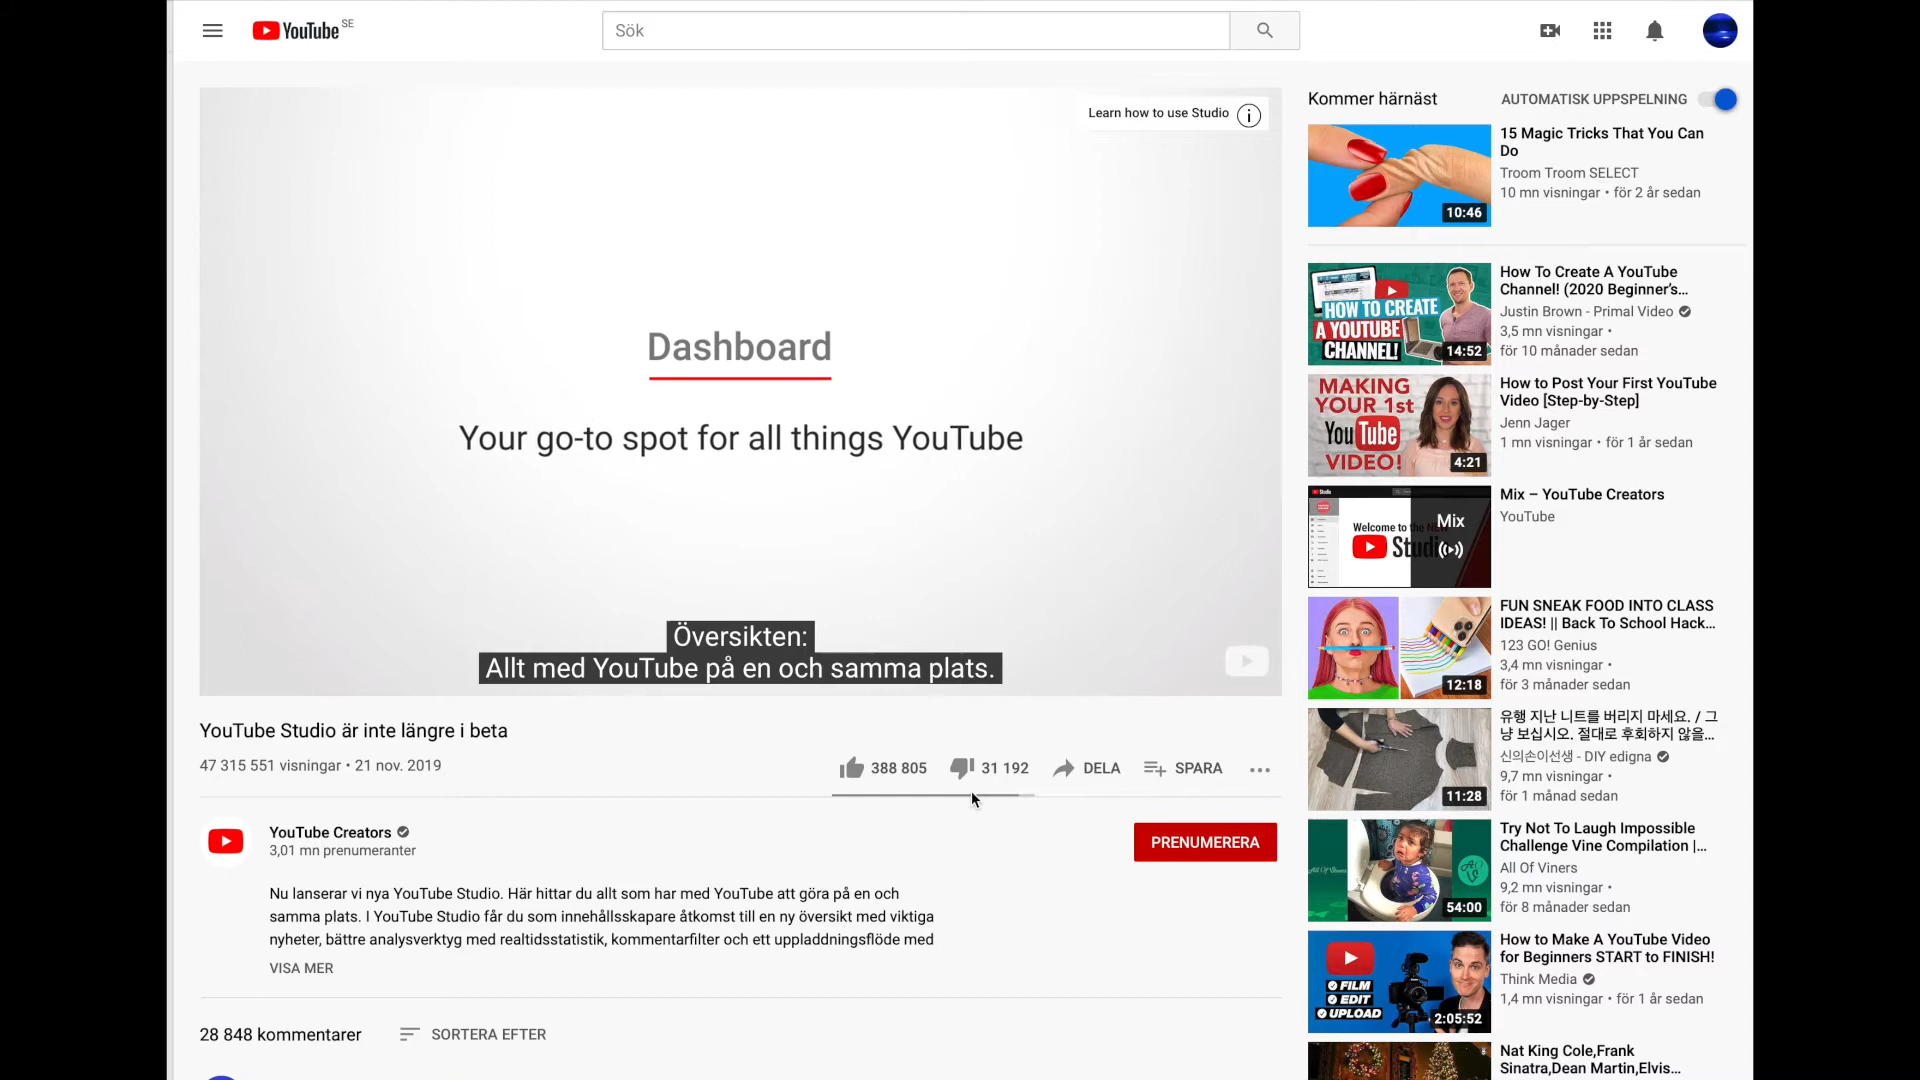 YouTube SE
Sök
Learn how to use Studio
Dashboard
Your go-to spot for all things YouTube
Översikten:
Allt med YouTube på en och samma plats.
YouTube Studio är inte längre i beta
47 315 551 visningar • 21 nov. 2019
388 805
31 192
DELA
SPARA
YouTube Creators
3,01 mn prenumeranter
PRENUMERERA
Nu lanserar vi nya YouTube Studio. Här hittar du allt som har med YouTube att göra på en och
samma plats. I YouTube Studio får du som innehållsskapare åtkomst till en ny översikt med viktiga
nyheter, bättre analysverktyg med realtidsstatistik, kommentarfilter och ett uppladdningsflöde med
VISA MER
28 848 kommentarer
SORTERA EFTER
Kommer härnäst
AUTOMATISK UPPSPELNING
10:46
15 Magic Tricks That You Can
Do
Troom Troom SELECT
10 mn visningar • för 2 år sedan
HOW TO CREATE
A YOUTUBE
CHANNEL!
14:52
How To Create A YouTube
Channel! (2020 Beginner's...
Justin Brown - Primal Video
3,5 mn visningar •
för 10 månader sedan
MAKING
YOUR 1st
YouTube
VIDEO!
4:21
How to Post Your First YouTube
Video [Step-by-Step]
Jenn Jager
1 mn visningar • för 1 år sedan
Welcome to the NEW
Studio
Mix
Mix – YouTube Creators
YouTube
12:18
FUN SNEAK FOOD INTO CLASS
IDEAS! || Back To School Hack...
123 GO! Genius
3,4 mn visningar •
för 3 månader sedan
11:28
유행 지난 니트를 버리지 마세요. / 그
냥 보십시오. 절대로 후회하지 않을...
신의손이선생 - DIY edigna
9,7 mn visningar •
för 1 månad sedan
54:00
Try Not To Laugh Impossible
Challenge Vine Compilation |...
All Of Viners
9,2 mn visningar •
för 8 månader sedan
FILM
EDIT
UPLOAD
2:05:52
How to Make A YouTube Video
for Beginners START to FINISH!
Think Media
1,4 mn visningar • för 1 år sedan
Nat King Cole,Frank
Sinatra,Dean Martin,Elvis...